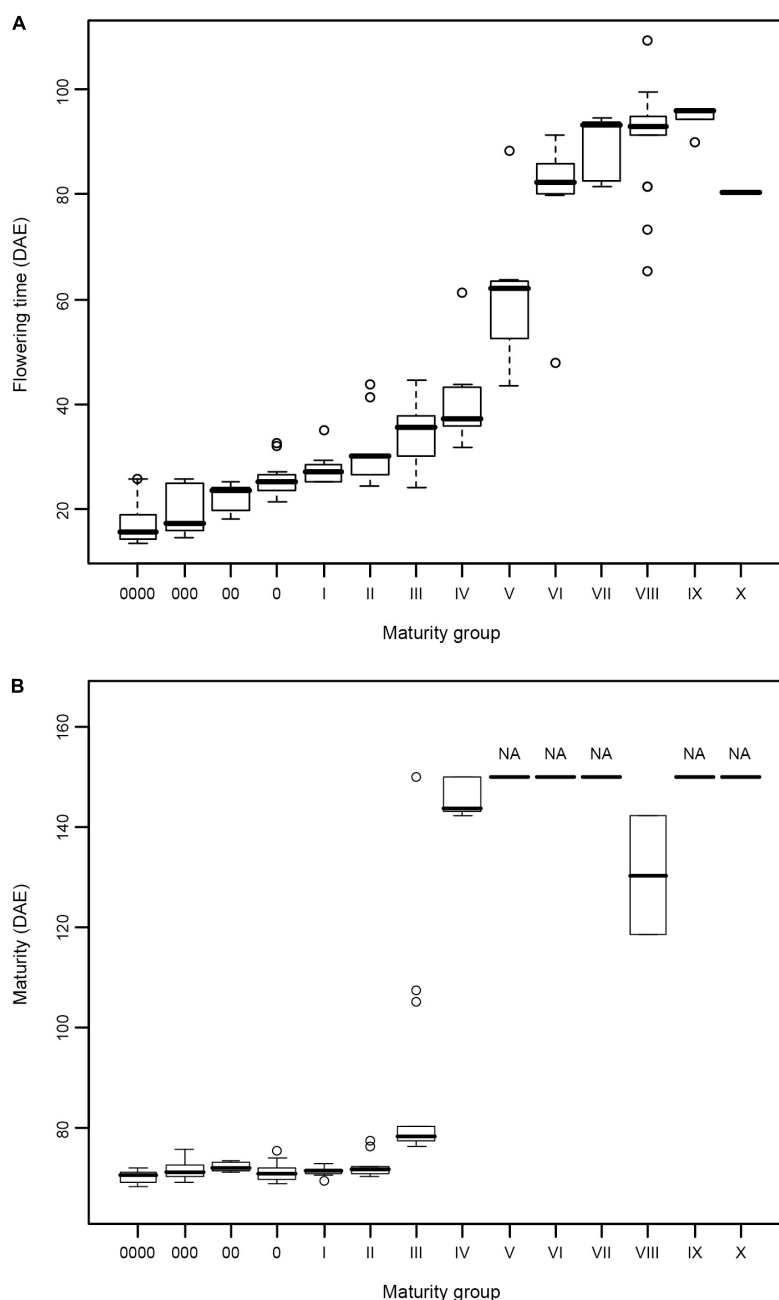 A
Flowering time (DAE)
100
80
60
40
20
0000 000 00 0 I II III IV V VI VII VIII IX X
Maturity group
B
Maturity (DAE)
160
140
120
100
80
NA NA NA NA NA
0000 000 00 0 I II III IV V VI VII VIII IX X
Maturity group